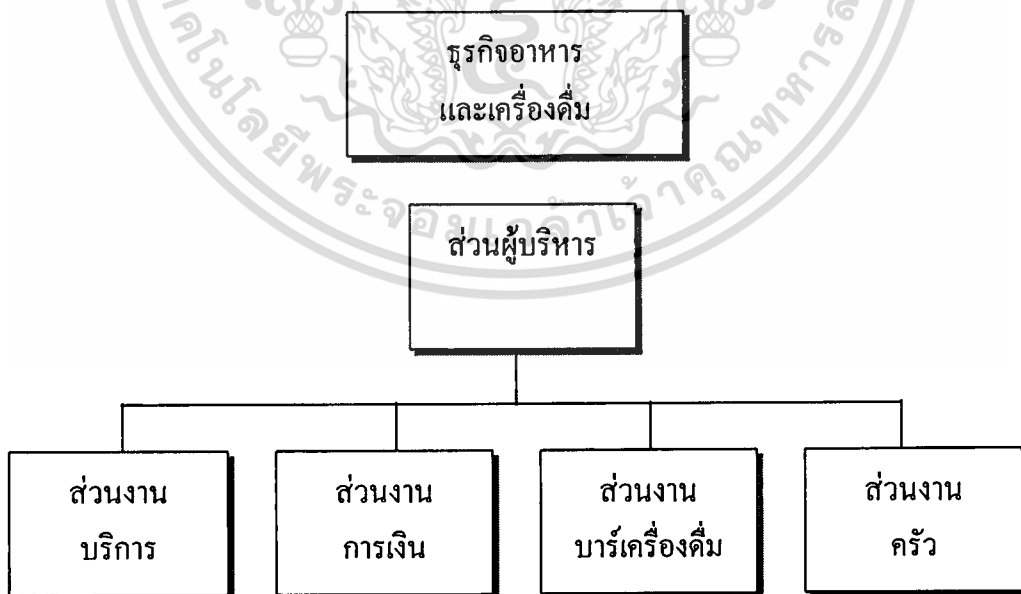 ธุรกิจอาหาร
และเครื่องดื่ม
ส่วนผู้บริหาร
ส่วนงาน
บริการ
ส่วนงาน
การเงิน
ส่วนงาน
บาร์เครื่องดื่ม
ส่วนงาน
ครัว